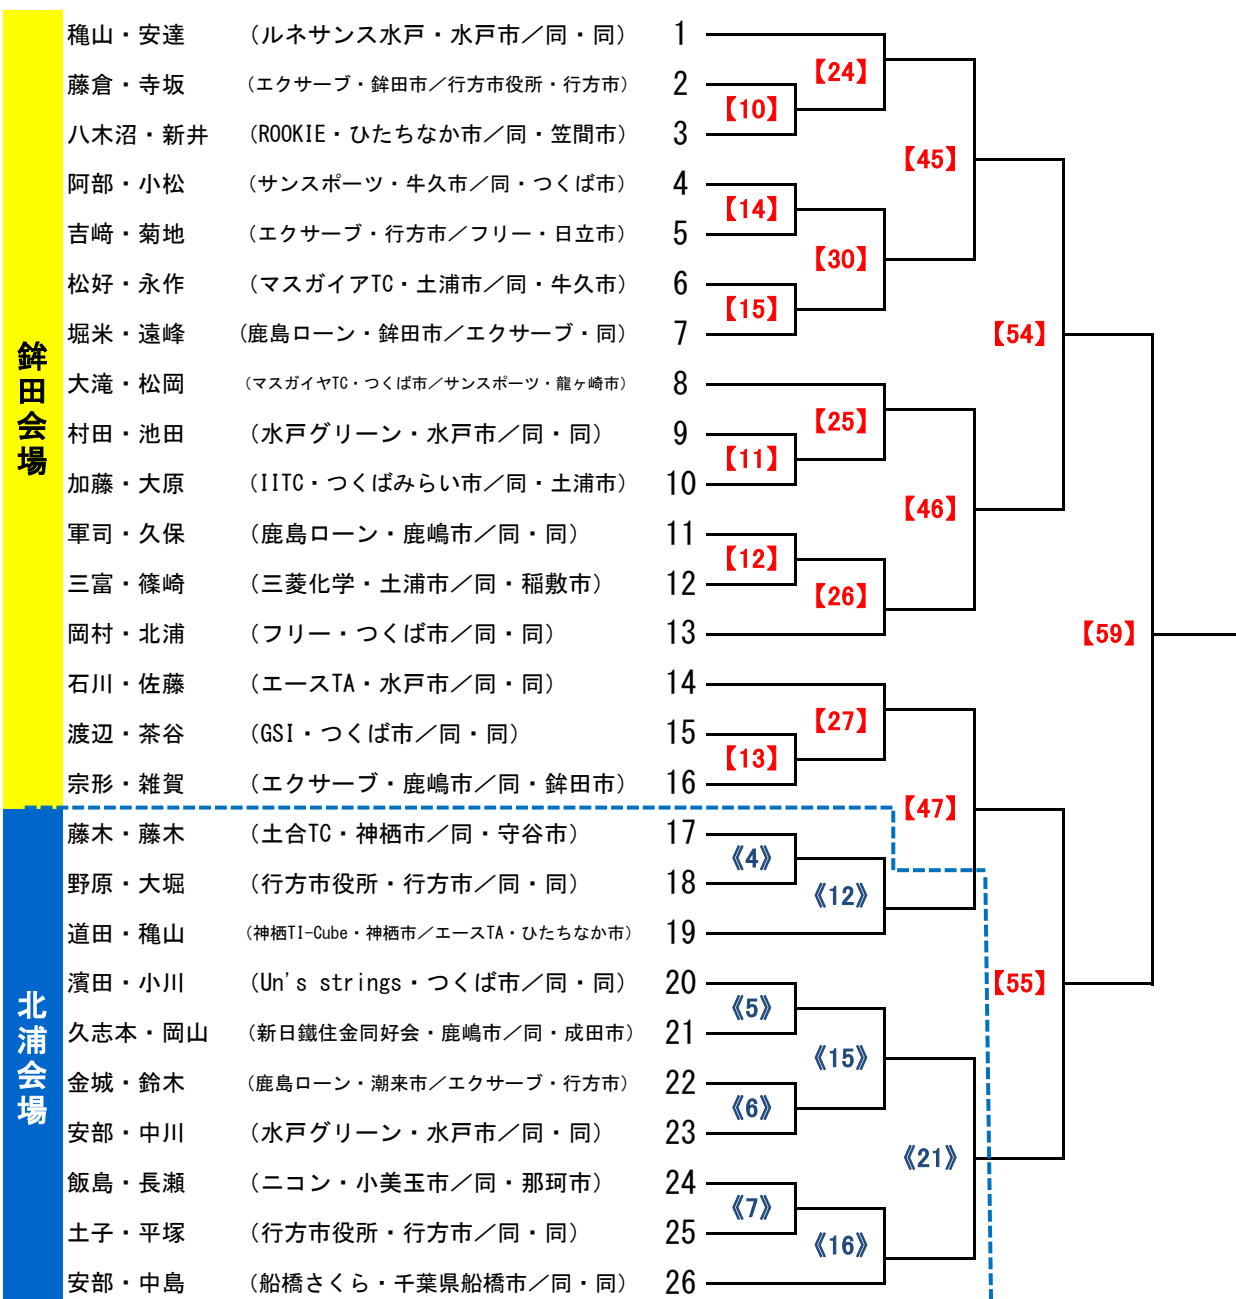 鉾田会場
穐山・安達 （ルネサンス水戸・水戸市／同・同） 1
藤倉・寺坂 （エクサーブ・鉾田市／行方市役所・行方市） 2
八木沼・新井 （ROOKIE・ひたちなか市／同・笠間市） 3
阿部・小松 （サンスポーツ・牛久市／同・つくば市） 4
吉﨑・菊地 （エクサーブ・行方市／フリー・日立市） 5
松好・永作 （マスガイアTC・土浦市／同・牛久市） 6
堀米・遠峰 （鹿島ローン・鉾田市／エクサーブ・同） 7
大滝・松岡 （マスガイヤTC・つくば市／サンスポーツ・龍ヶ崎市） 8
村田・池田 （水戸グリーン・水戸市／同・同） 9
加藤・大原 （IITC・つくばみらい市／同・土浦市） 10
軍司・久保 （鹿島ローン・鹿嶋市／同・同） 11
三富・篠崎 （三菱化学・土浦市／同・稲敷市） 12
岡村・北浦 （フリー・つくば市／同・同） 13
石川・佐藤 （エースTA・水戸市／同・同） 14
渡辺・茶谷 （GSI・つくば市／同・同） 15
宗形・雑賀 （エクサーブ・鹿嶋市／同・鉾田市） 16
北浦会場
藤木・藤木 （土合TC・神栖市／同・守谷市） 17
野原・大堀 （行方市役所・行方市／同・同） 18
道田・穐山 （神栖TI-Cube・神栖市／エースTA・ひたちなか市） 19
濱田・小川 （Un's strings・つくば市／同・同） 20
久志本・岡山 （新日鐵住金同好会・鹿嶋市／同・成田市） 21
金城・鈴木 （鹿島ローン・潮来市／エクサーブ・行方市） 22
安部・中川 （水戸グリーン・水戸市／同・同） 23
飯島・長瀬 （ニコン・小美玉市／同・那珂市） 24
土子・平塚 （行方市役所・行方市／同・同） 25
安部・中島 （船橋さくら・千葉県船橋市／同・同） 26
【10】
【14】
【15】
【11】
【12】
【13】
《4》
《5》
《6》
《7》
【24】
【30】
【25】
【26】
【27】
《12》
《15》
《16》
【45】
【46】
【47】
《21》
【54】
【55】
【59】